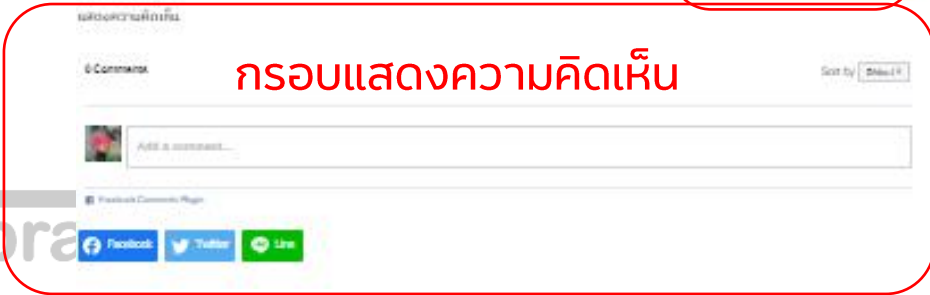 แสดงความคิดเห็น
0 Comments
กรอบแสดงความคิดเห็น
Sort by
Add a comment...
Facebook Comments Plugin
Facebook Twitter Line